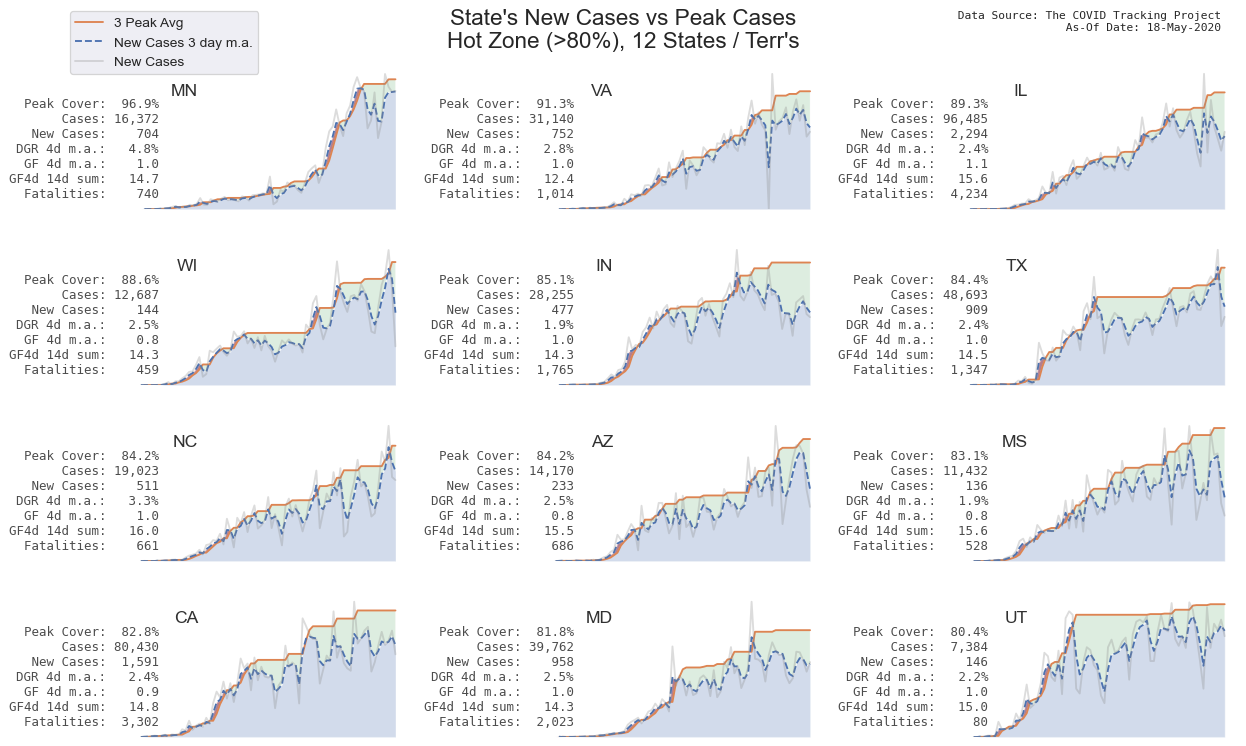 3 Peak Avg
New Cases 3 day m.a.
New Cases
State's New Cases vs Peak Cases
Hot Zone (>80%), 12 States / Terr's
Data Source: The COVID Tracking Project
As-Of Date: 18-May-2020
MN
Peak Cover: 96.9%
Cases: 16,372
New Cases: 704
DGR 4d m.a.: 4.8%
GF 4d m.a.: 1.0
GF4d 14d sum: 14.7
Fatalities: 740
VA
Peak Cover: 91.3%
Cases: 31,140
New Cases: 752
DGR 4d m.a.: 2.8%
GF 4d m.a.: 1.0
GF4d 14d sum: 12.4
Fatalities: 1,014
IL
Peak Cover: 89.3%
Cases: 96,485
New Cases: 2,294
DGR 4d m.a.: 2.4%
GF 4d m.a.: 1.1
GF4d 14d sum: 15.6
Fatalities: 4,234
WI
Peak Cover: 88.6%
Cases: 12,687
New Cases: 144
DGR 4d m.a.: 2.5%
GF 4d m.a.: 0.8
GF4d 14d sum: 14.3
Fatalities: 459
IN
Peak Cover: 85.1%
Cases: 28,255
New Cases: 477
DGR 4d m.a.: 1.9%
GF 4d m.a.: 1.0
GF4d 14d sum: 14.3
Fatalities: 1,765
TX
Peak Cover: 84.4%
Cases: 48,693
New Cases: 909
DGR 4d m.a.: 2.4%
GF 4d m.a.: 1.0
GF4d 14d sum: 14.5
Fatalities: 1,347
NC
Peak Cover: 84.2%
Cases: 19,023
New Cases: 511
DGR 4d m.a.: 3.3%
GF 4d m.a.: 1.0
GF4d 14d sum: 16.0
Fatalities: 661
AZ
Peak Cover: 84.2%
Cases: 14,170
New Cases: 233
DGR 4d m.a.: 2.5%
GF 4d m.a.: 0.8
GF4d 14d sum: 15.5
Fatalities: 686
MS
Peak Cover: 83.1%
Cases: 11,432
New Cases: 136
DGR 4d m.a.: 1.9%
GF 4d m.a.: 0.8
GF4d 14d sum: 15.6
Fatalities: 528
CA
Peak Cover: 82.8%
Cases: 80,430
New Cases: 1,591
DGR 4d m.a.: 2.4%
GF 4d m.a.: 0.9
GF4d 14d sum: 14.8
Fatalities: 3,302
MD
Peak Cover: 81.8%
Cases: 39,762
New Cases: 958
DGR 4d m.a.: 2.5%
GF 4d m.a.: 1.0
GF4d 14d sum: 14.3
Fatalities: 2,023
UT
Peak Cover: 80.4%
Cases: 7,384
New Cases: 146
DGR 4d m.a.: 2.2%
GF 4d m.a.: 1.0
GF4d 14d sum: 15.0
Fatalities: 80